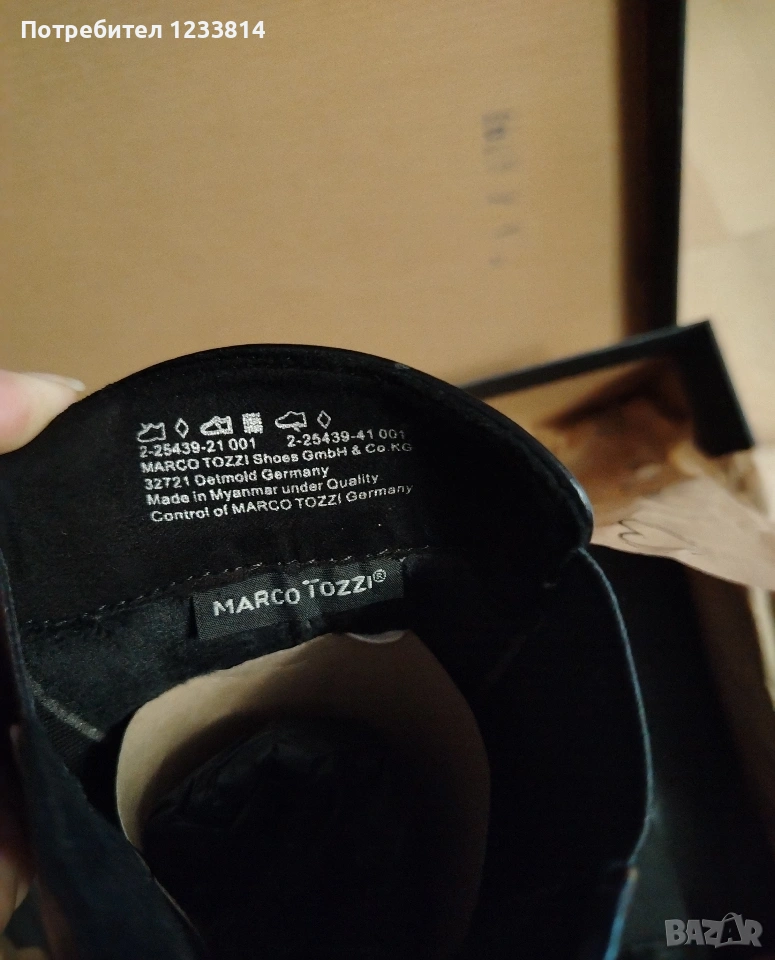 Потребител 1233814
2-25439-21 001 2-25439-41 001
MARCO TOZZI Shoes GmbH & Co.KG
32721 Detmold Germany
Made in Myanmar under Quality
Control of MARCO TOZZI Germany
MARCO TOZZI®
BAZAR